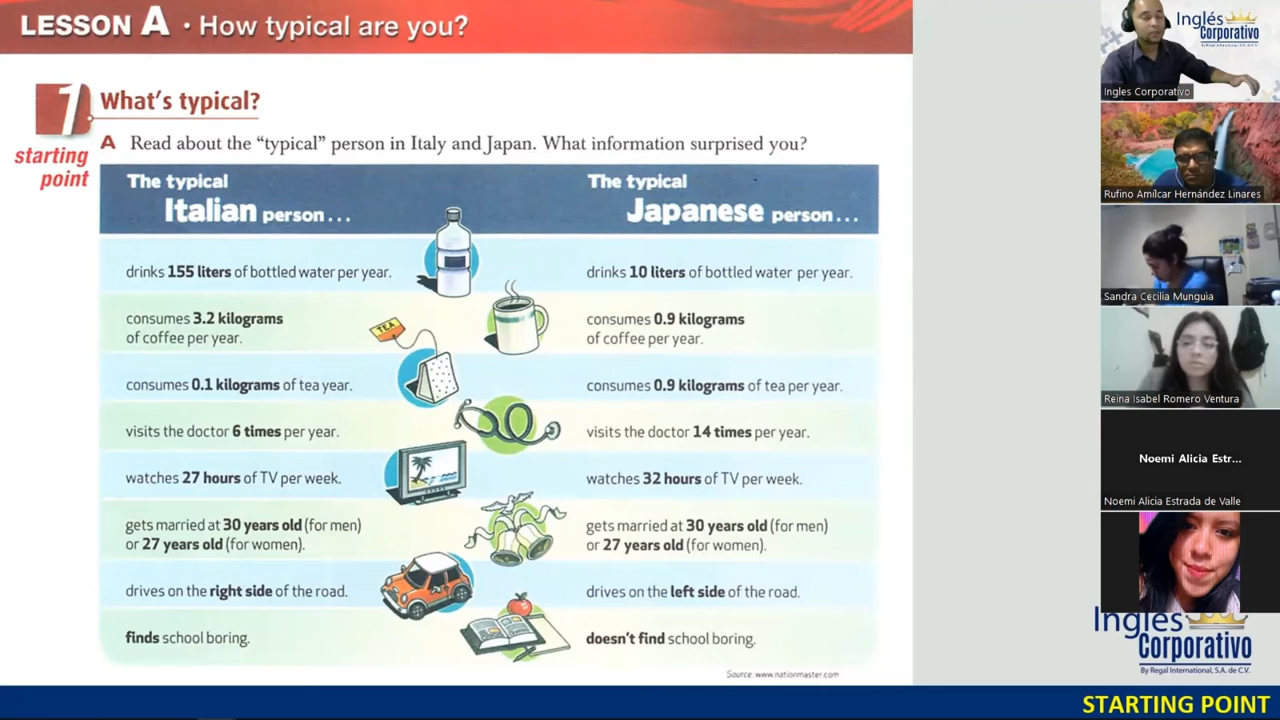 LESSON A · How typical are you?
1 What's typical?
starting
point
A Read about the "typical" person in Italy and Japan. What information surprised you?
The typical
Italian person...
The typical
Japanese person...
drinks 155 liters of bottled water per year.
drinks 10 liters of bottled water per year.
consumes 3.2 kilograms
of coffee per year.
consumes 0.9 kilograms
of coffee per year.
TEA
consumes 0.1 kilograms of tea year.
consumes 0.9 kilograms of tea per year.
visits the doctor 6 times per year.
visits the doctor 14 times per year.
watches 27 hours of TV per week.
watches 32 hours of TV per week.
gets married at 30 years old (for men)
or 27 years old (for women).
gets married at 30 years old (for men)
or 27 years old (for women).
drives on the right side of the road.
drives on the left side of the road.
finds school boring.
doesn't find school boring.
Source: www.nationmaster.com
Inglés
Corporativo
By Regal International, S.A. de C.V.
Ingles Corporativo
Rufino Amílcar Hernández Linares
Sandra Cecilia Munguìa
Reina Isabel Romero Ventura
Noemi Alicia Estr...
Noemi Alicia Estrada de Valle
Inglés
Corporativo
By Regal International, S.A. de C.V.
STARTING POINT